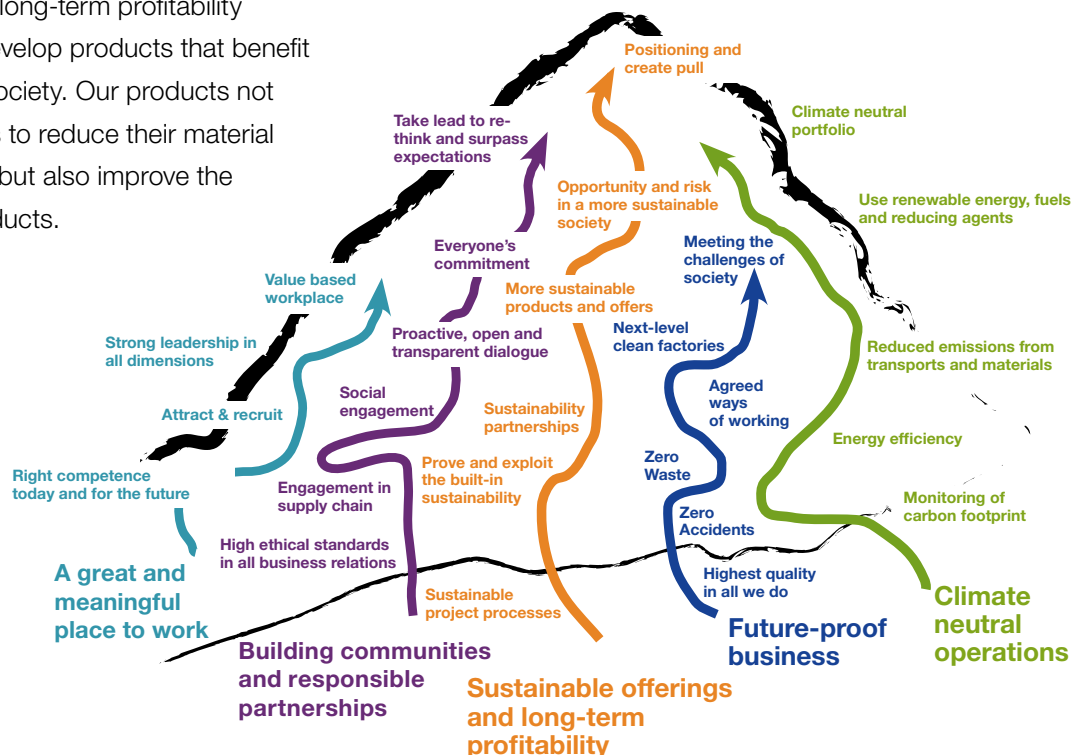 long-term profitability
evelop products that benefit
ociety. Our products not
s to reduce their material
but also improve the
ducts.
Positioning and
create pull
Take lead to re-
think and surpass
expectations
Climate neutral
portfolio
Opportunity and risk
in a more sustainable
society
Use renewable energy, fuels
and reducing agents
Everyone's
commitment
Meeting the
challenges of
society
Value based
workplace
More sustainable
products and offers
Strong leadership in
all dimensions
Proactive, open and
transparent dialogue
Next-level
clean factories
Reduced emissions from
transports and materials
Attract & recruit
Social
engagement
Sustainability
partnerships
Agreed
ways
of working
Energy efficiency
Right competence
today and for the future
Engagement in
supply chain
Prove and exploit
the built-in
sustainability
Zero
Waste
Monitoring of
carbon footprint
Zero
Accidents
High ethical standards
in all business relations
Highest quality
in all we do
Sustainable
project processes
A great and
meaningful
place to work
Building communities
and responsible
partnerships
Sustainable offerings
and long-term
profitability
Future-proof
business
Climate
neutral
operations